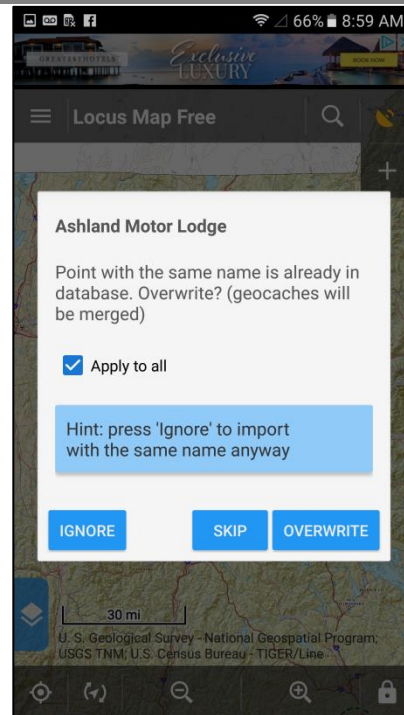 66% 8:59 AM
GREATESTHOTELS
Exclusive
LUXURY
BOOK NOW
Locus Map Free
Ashland Motor Lodge
Point with the same name is already in
database. Overwrite? (geocaches will
be merged)
Apply to all
Hint: press 'Ignore' to import
with the same name anyway
IGNORE
SKIP
OVERWRITE
30 mi
U. S. Geological Survey - National Geospatial Program;
USGS TNM; U.S. Census Bureau - TIGER/Line